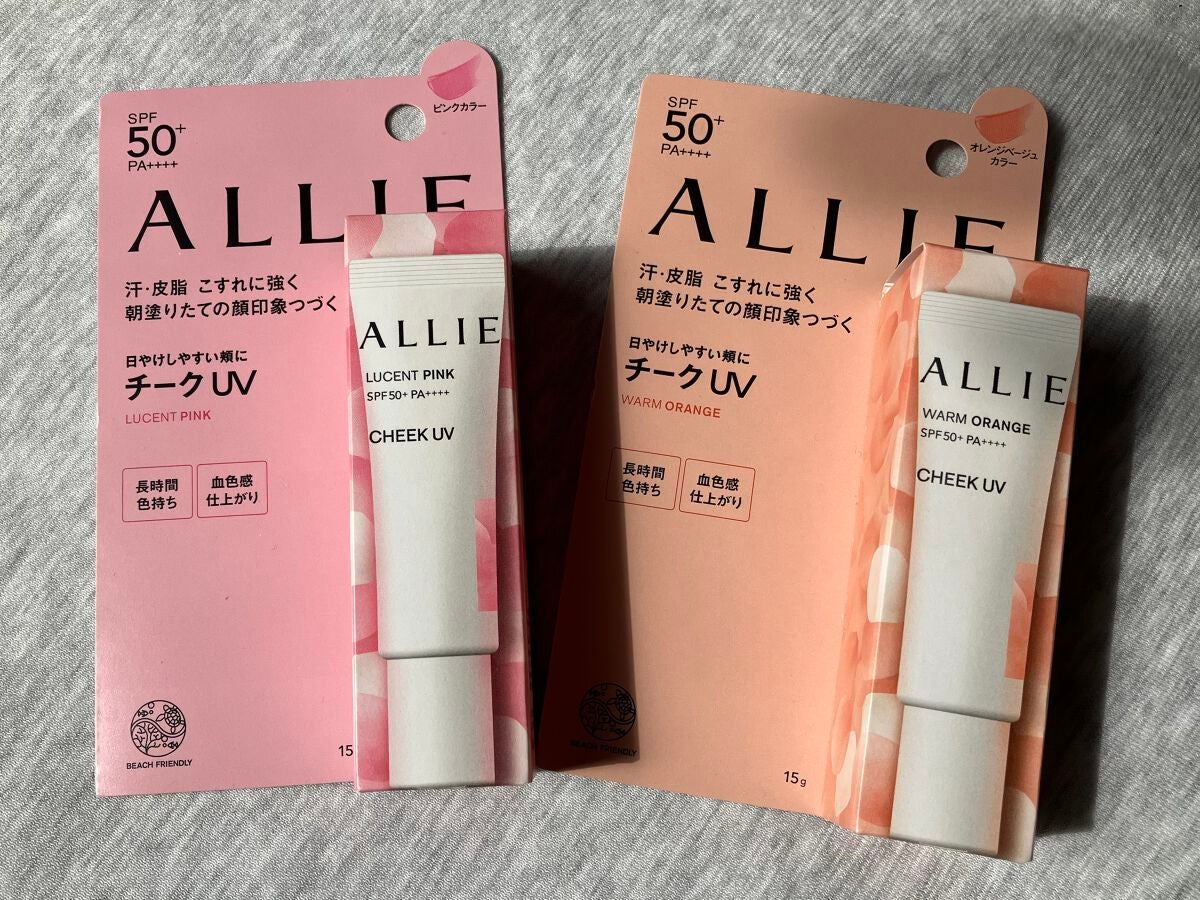 ピンクカラー
SPF
50+
PA++++
ALLIE
汗・皮脂 こすれに強く
朝塗りたての顔印象つづく
日やけしやすい頬に
チークUV
LUCENT PINK
長時間
色持ち
血色感
仕上がり
BEACH FRIENDLY
15
ALLIE
LUCENT PINK
SPF50+ PA++++
CHEEK UV
オレンジベージュ
カラー
SPF
50+
PA++++
ALLIE
汗・皮脂 こすれに強く
朝塗りたての顔印象つづく
日やけしやすい頬に
チークUV
WARM ORANGE
長時間
色持ち
血色感
仕上がり
BEACH FRIENDLY
15g
ALLIE
WARM ORANGE
SPF50+ PA++++
CHEEK UV